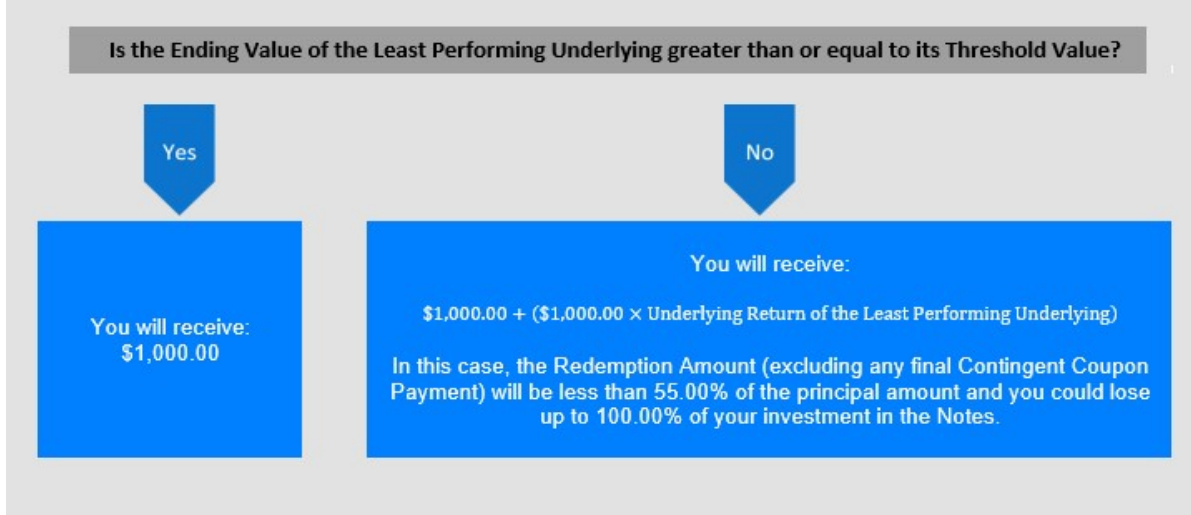 Is the Ending Value of the Least Performing Underlying greater than or equal to its Threshold Value?
Yes
No
You will receive:
$1,000.00
You will receive:
$1,000.00 + ($1,000.00 × Underlying Return of the Least Performing Underlying)
In this case, the Redemption Amount (excluding any final Contingent Coupon
Payment) will be less than 55.00% of the principal amount and you could lose
up to 100.00% of your investment in the Notes.